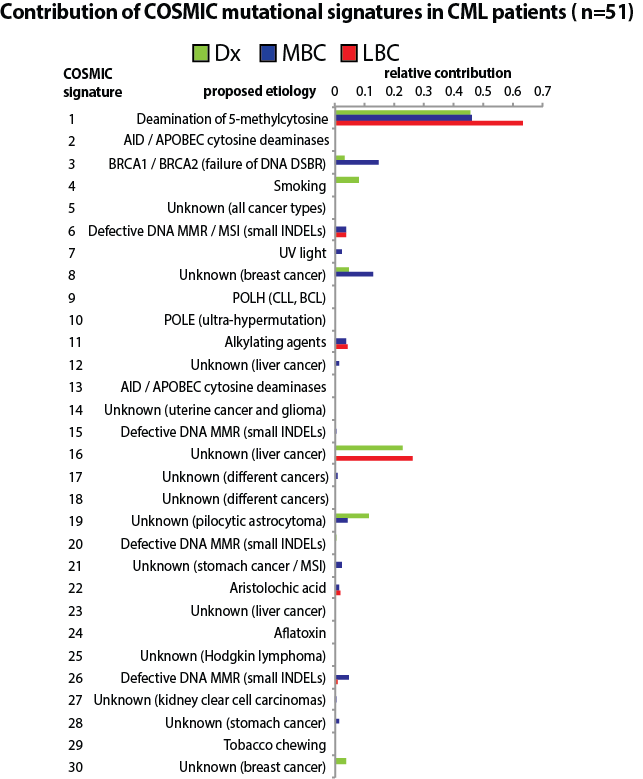 Contribution of COSMIC mutational signatures in CML patients ( n=51)
Dx MBC LBC
COSMIC signature proposed etiology relative contribution
0 0.1 0.2 0.3 0.4 0.5 0.6 0.7
1 Deamination of 5-methylcytosine
2 AID / APOBEC cytosine deaminases
3 BRCA1 / BRCA2 (failure of DNA DSBR)
4 Smoking
5 Unknown (all cancer types)
6 Defective DNA MMR / MSI (small INDELs)
7 UV light
8 Unknown (breast cancer)
9 POLH (CLL, BCL)
10 POLE (ultra-hypermutation)
11 Alkylating agents
12 Unknown (liver cancer)
13 AID / APOBEC cytosine deaminases
14 Unknown (uterine cancer and glioma)
15 Defective DNA MMR (small INDELs)
16 Unknown (liver cancer)
17 Unknown (different cancers)
18 Unknown (different cancers)
19 Unknown (pilocytic astrocytoma)
20 Defective DNA MMR (small INDELs)
21 Unknown (stomach cancer / MSI)
22 Aristolochic acid
23 Unknown (liver cancer)
24 Aflatoxin
25 Unknown (Hodgkin lymphoma)
26 Defective DNA MMR (small INDELs)
27 Unknown (kidney clear cell carcinomas)
28 Unknown (stomach cancer)
29 Tobacco chewing
30 Unknown (breast cancer)